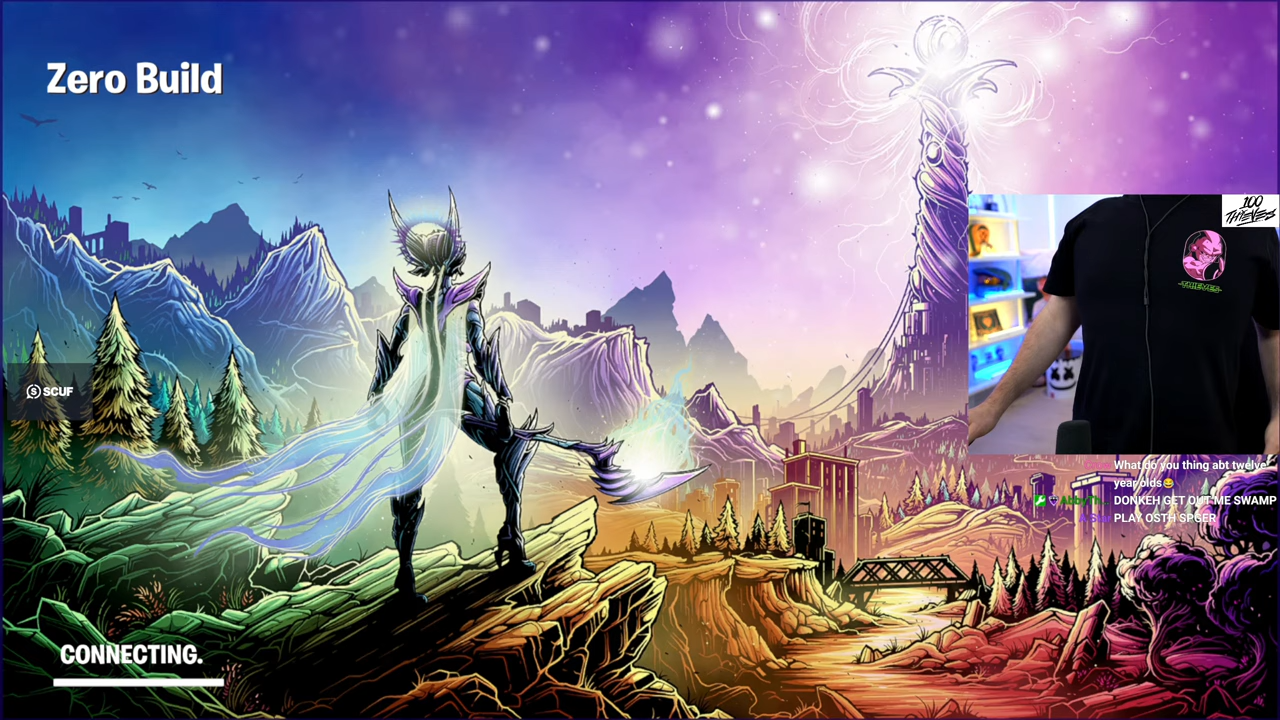 Zero Build
100
THIEVES
THIEVES
SCUF
What do you thing abt twelve
year olds😂
DONKEH GET OUT ME SWAMP
PLAY OSTH SPGER
CONNECTING.